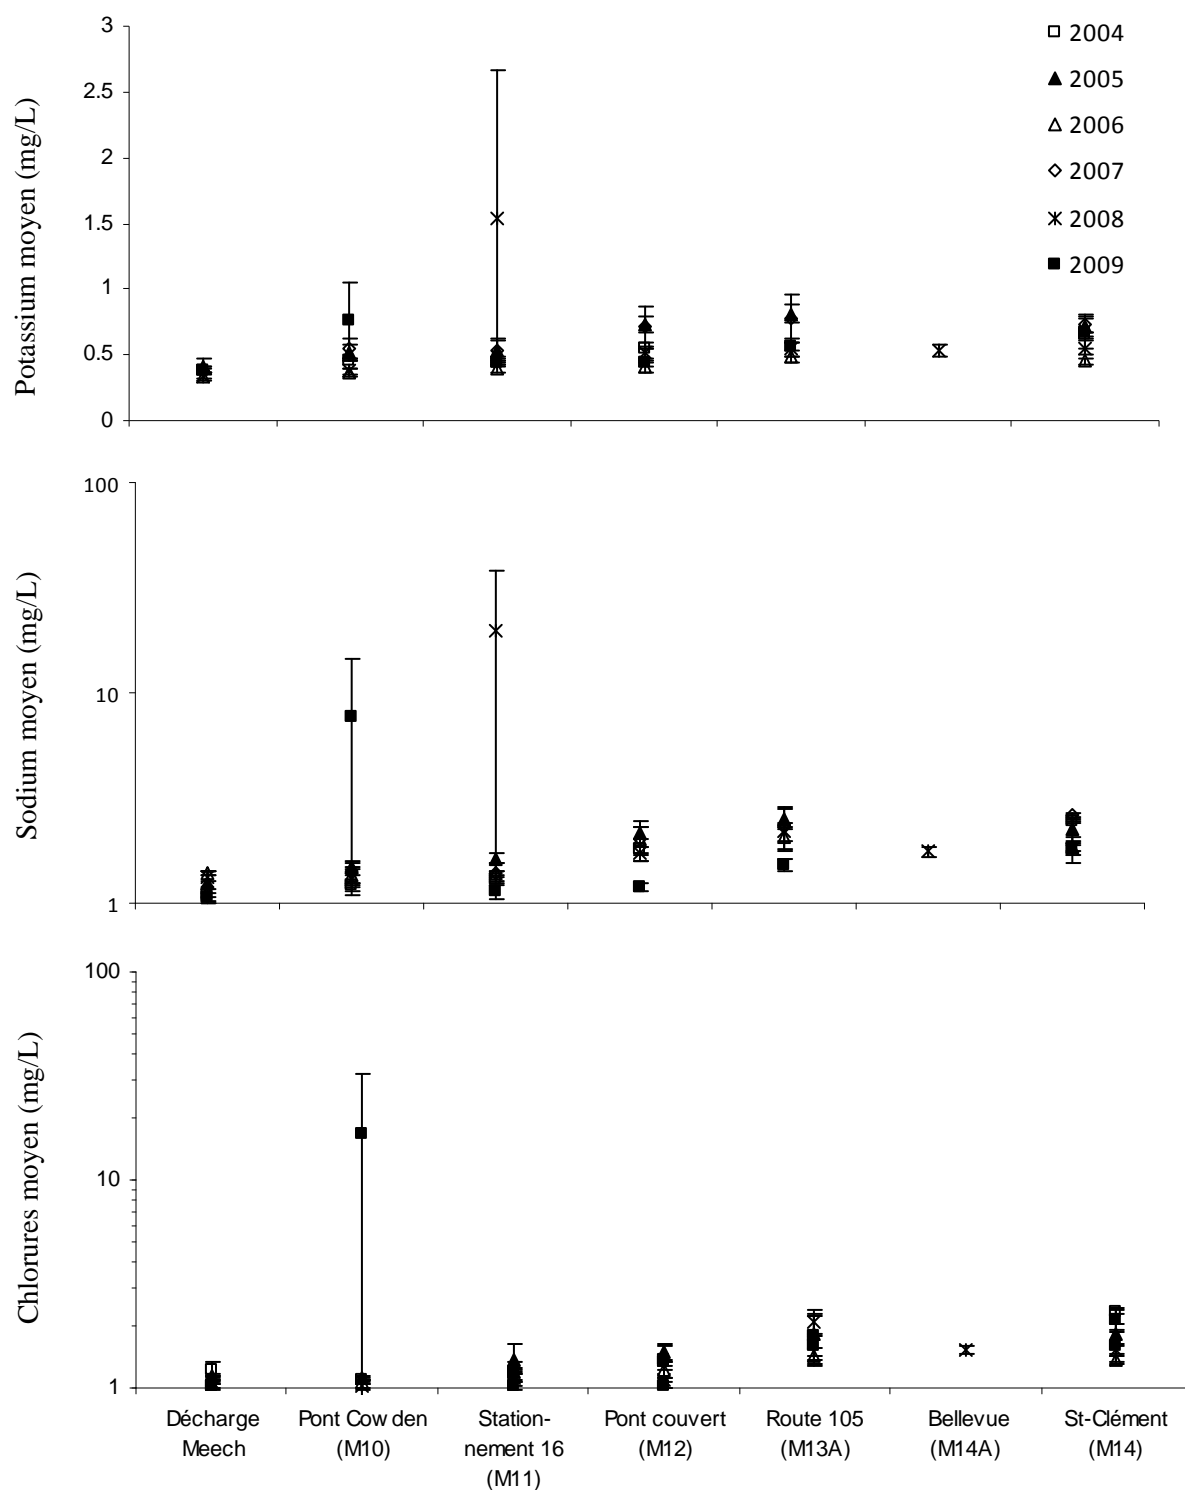 3
2.5
2
1.5
1
0.5
0
Potassium moyen (mg/L)
2004
2005
2006
2007
2008
2009
100
10
1
Sodium moyen (mg/L)
100
10
1
Chlorures moyen (mg/L)
Décharge
Meech
Pont Cowden
(M10)
Station-
nement 16
(M11)
Pont couvert
(M12)
Route 105
(M13A)
Bellevue
(M14A)
St-Clément
(M14)